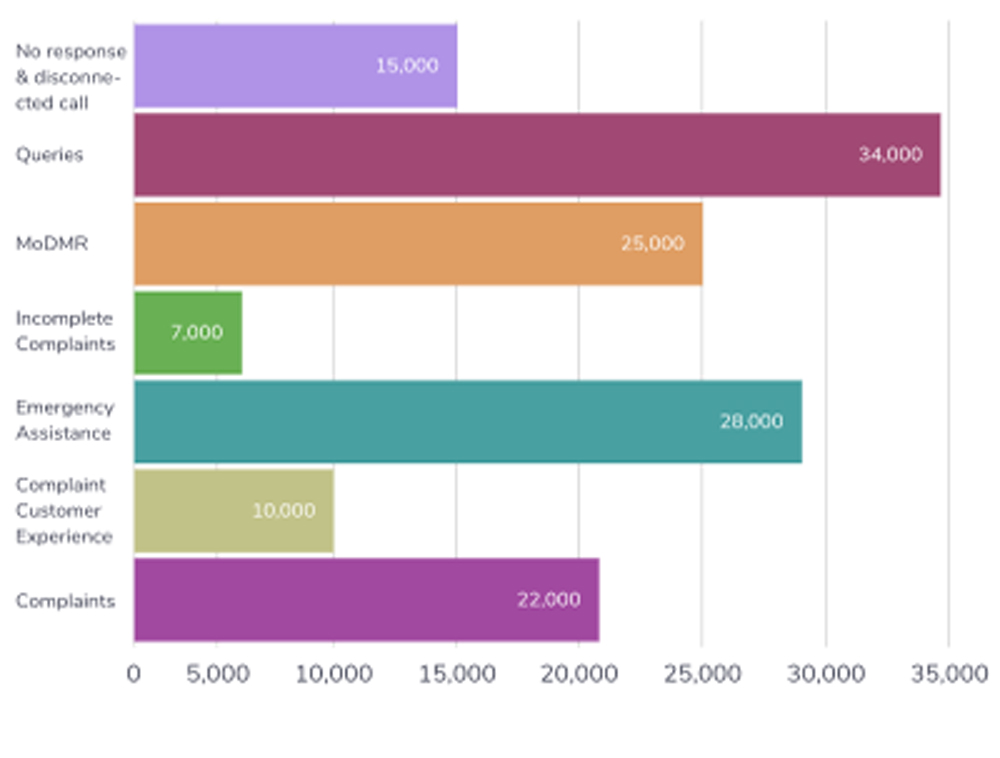 No response
& disconne-
cted call
15,000
Queries
34,000
MoDMR
25,000
Incomplete
Complaints
7,000
Emergency
Assistance
28,000
Complaint
Customer
Experience
10,000
Complaints
22,000
0 5,000 10,000 15,000 20,000 25,000 30,000 35,000